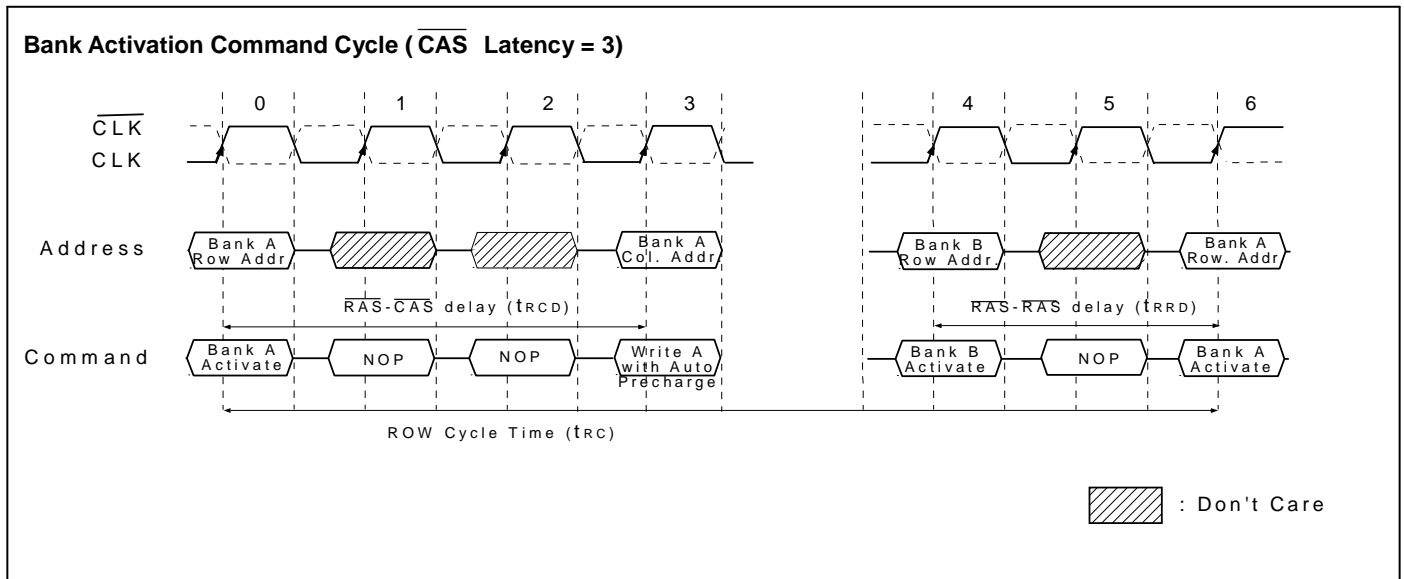 Bank Activation Command Cycle ( CAS Latency = 3)
0 1 2 3 4 5 6
CLK
CLK
Address
Bank A
Row Addr.
Bank A
Col. Addr.
Bank B
Row Addr.
Bank A
Row. Addr
RAS-CAS delay (tRCD)
RAS-RAS delay (tRRD)
Command
Bank A
Activate
NOP
NOP
Write A
with Auto
Precharge
Bank B
Activate
NOP
Bank A
Activate
ROW Cycle Time (tRC)
: Don't Care